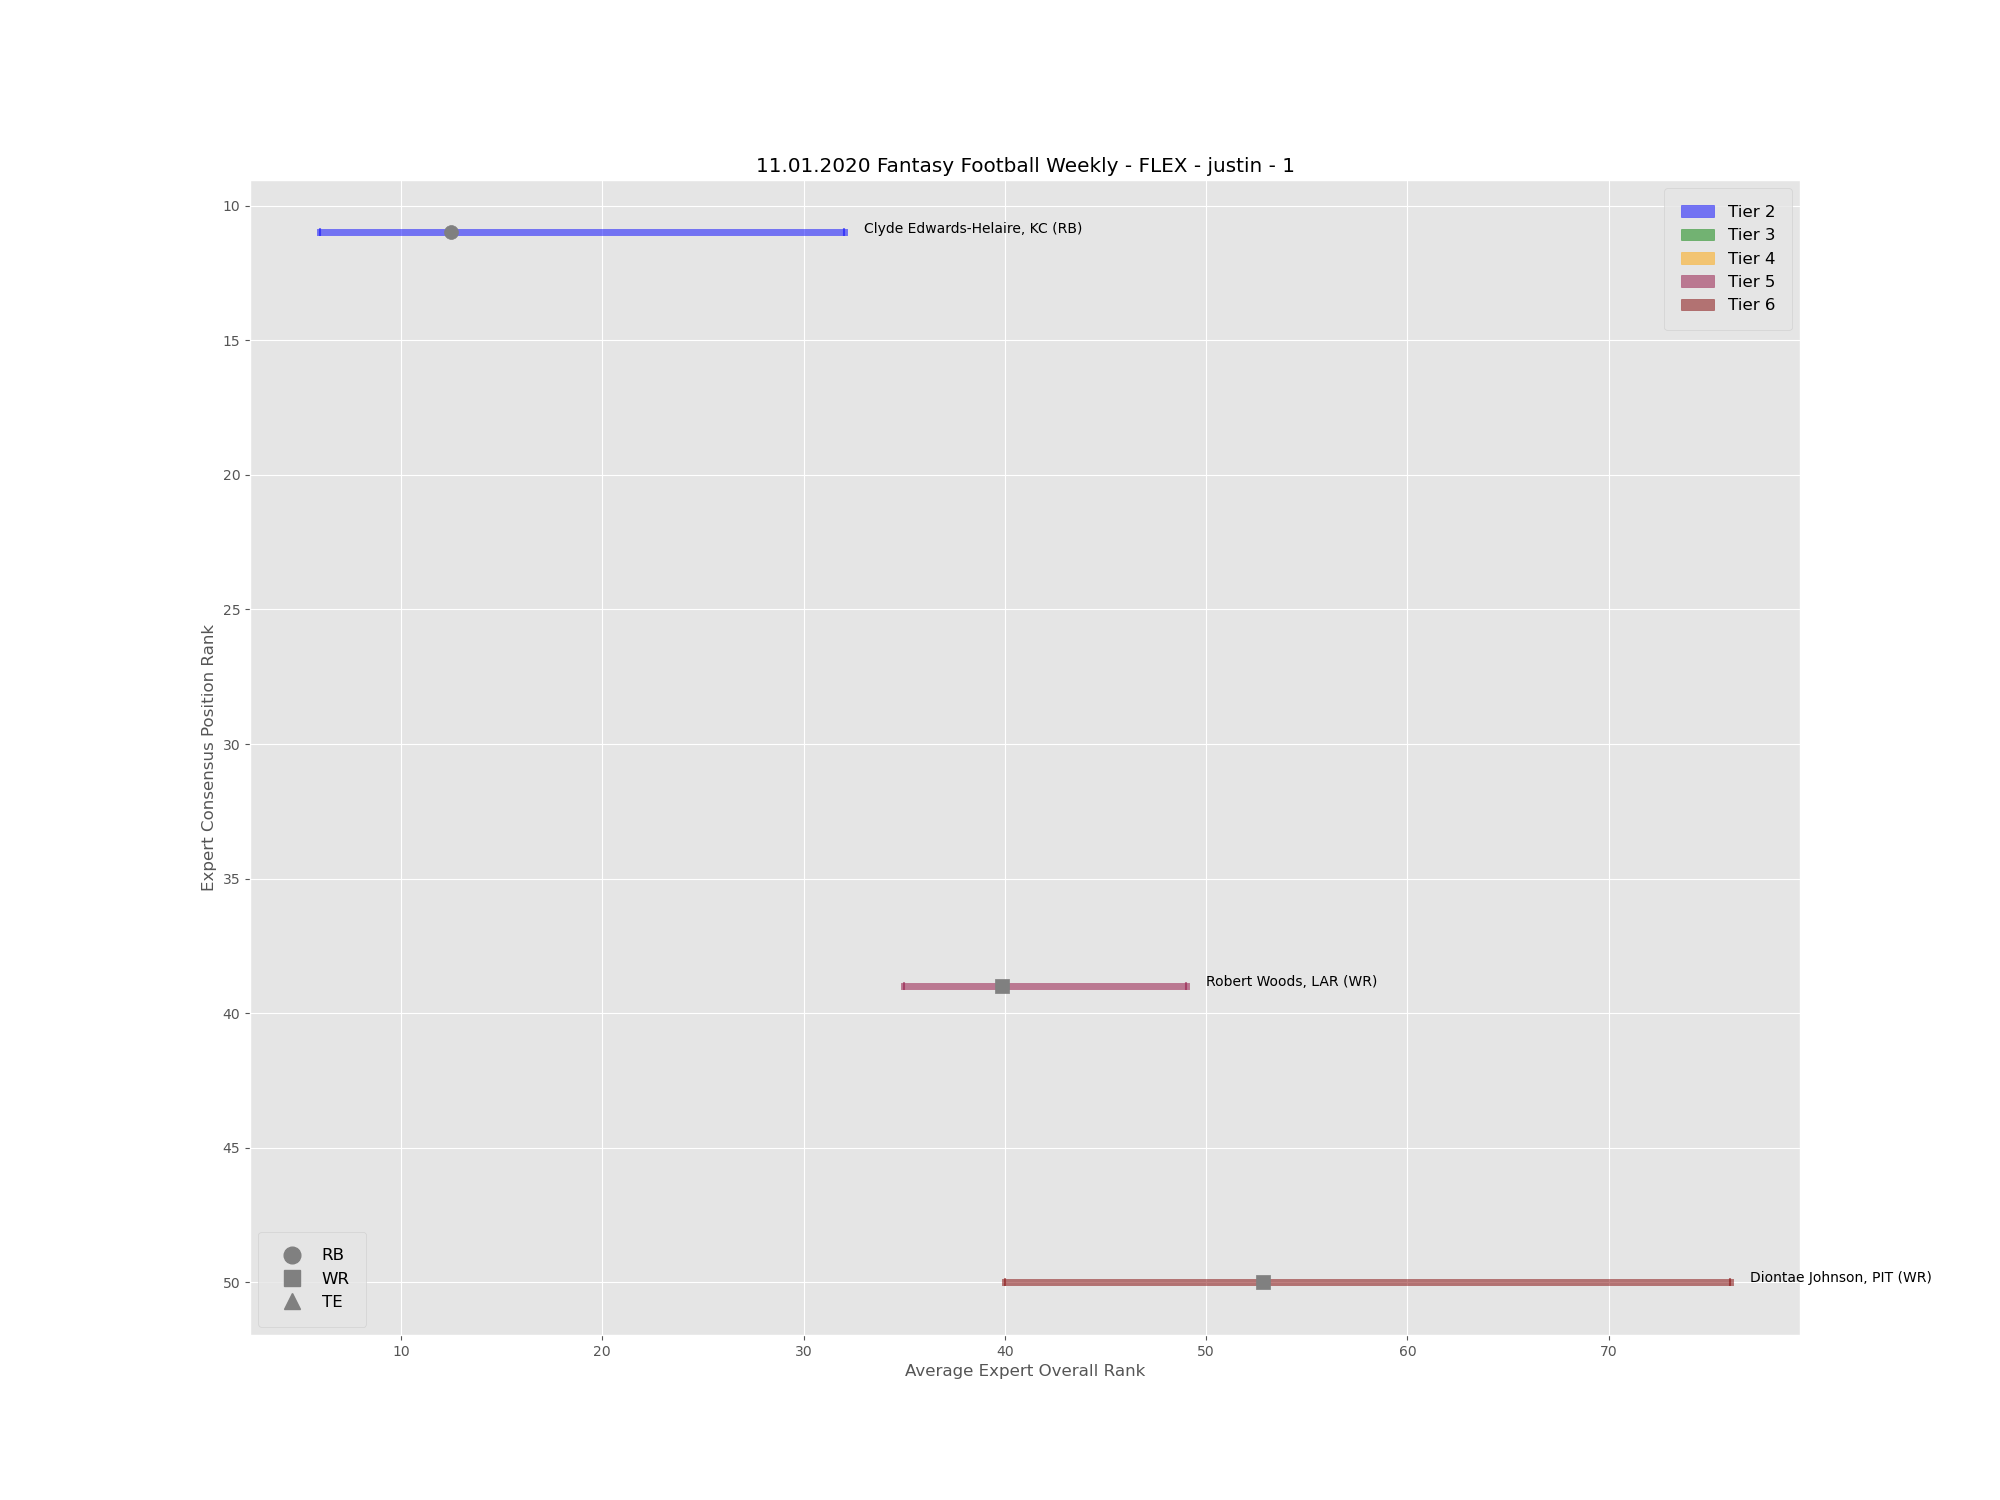 11.01.2020 Fantasy Football Weekly - FLEX - justin - 1
Tier 2
Tier 3
Tier 4
Tier 5
Tier 6
Clyde Edwards-Helaire, KC (RB)
Robert Woods, LAR (WR)
Diontae Johnson, PIT (WR)
Expert Consensus Position Rank
10
15
20
25
30
35
40
45
50
RB
WR
TE
10 20 30 40 50 60 70
Average Expert Overall Rank